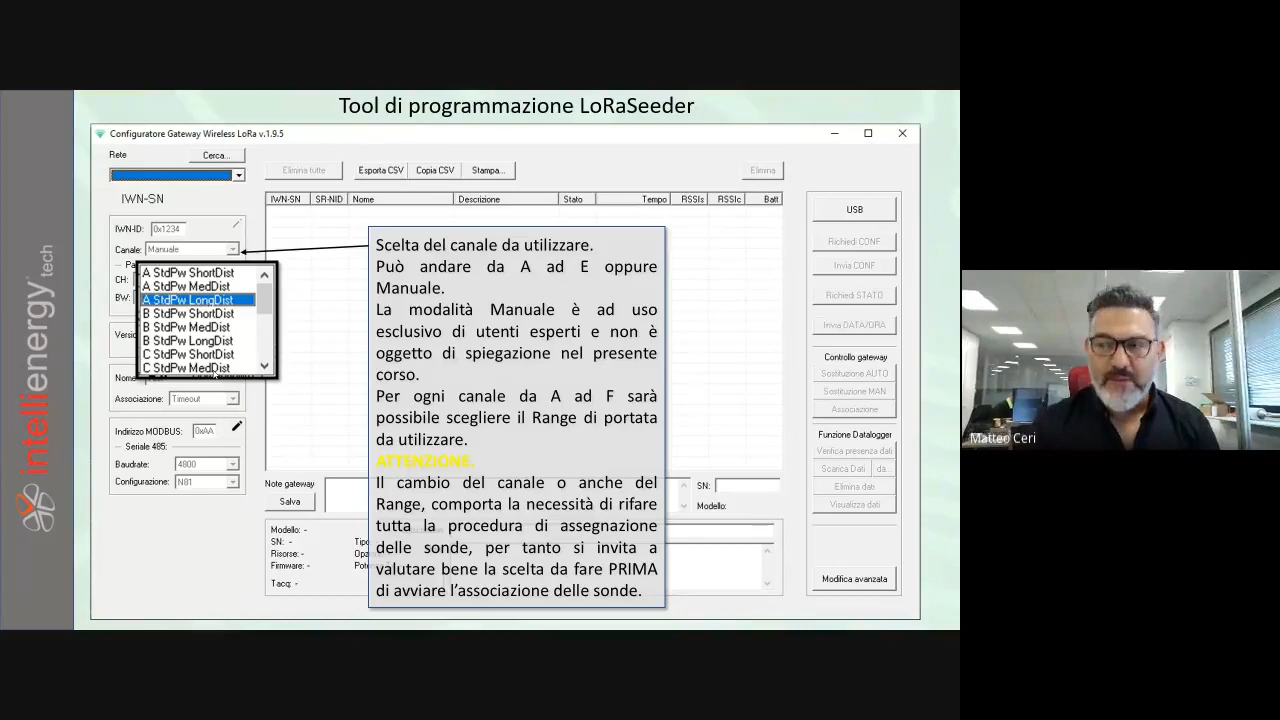 Tool di programmazione LoRaSeeder
Configuratore Gateway Wireless LoRa v.1.9.5
Rete
Cerca...
IWN-SN
IWN-ID: 0x1234
Canale: Manuale
Pa
CH:
BW:
A StdPw ShortDist
A StdPw MedDist
A StdPw LongDist
B StdPw ShortDist
B StdPw MedDist
B StdPw LongDist
C StdPw ShortDist
C StdPw MedDist
Versio
Nome
Associazione: Timeout
Indirizzo MODBUS: 0xAA
Seriale 485:
Baudrate: 4800
Configurazione: N81
Elimina tutte
Esporta CSV
Copia CSV
Stampa...
Elimina
IWN-SN SR-NID Nome Descrizione Stato Tempo RSSIs RSSIc Batt
Scelta del canale da utilizzare.
Può andare da A ad E oppure
Manuale.
La modalità Manuale è ad uso
esclusivo di utenti esperti e non è
oggetto di spiegazione nel presente
corso.
Per ogni canale da A ad F sarà
possibile scegliere il Range di portata
da utilizzare.
ATTENZIONE.
Il cambio del canale o anche del
Range, comporta la necessità di rifare
tutta la procedura di assegnazione
delle sonde, per tanto si invita a
valutare bene la scelta da fare PRIMA
di avviare l'associazione delle sonde.
Note gateway
Salva
SN:
Modello:
Modello: -
SN: -
Risorse: -
Firmware: -
Tacq: -
Tipo
Opz
Pote
USB
Richiedi CONF
Invia CONF
Richiedi STATO
Invia DATA/ORA
Controllo gateway
Sostituzione AUTO
Sostituzione MAN
Associazione
Funzione Datalogger
Verifica presenza dati
Scarica Dati da...
Elimina dati
Visualizza dati
Modifica avanzata
intellienergy tech
Matteo Ceri